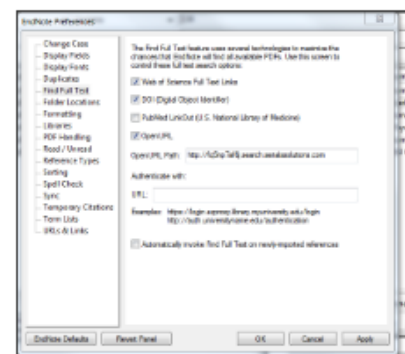 EndNote Preferences
Change Case
Display Fields
Display Fonts
Duplicates
Find Full Text
Folder Locations
Formatting
Libraries
PDF Handling
Read / Unread
Reference Types
Sorting
Spell Check
Sync
Temporary Citations
Term Lists
URLs & Links
The Find Full Text feature uses several technologies to maximize the
chances that EndNote will find all available PDFs. Use this screen to
control these full text search options:
Web of Science Full Text Links
DOI (Digital Object Identifier)
PubMed LinkOut (U.S. National Library of Medicine)
OpenURL
OpenURL Path:
Authenticate with:
URL:
Examples:
Automatically invoke Find Full Text on newly-imported references
EndNote Defaults
Revert Panel
OK
Cancel
Apply